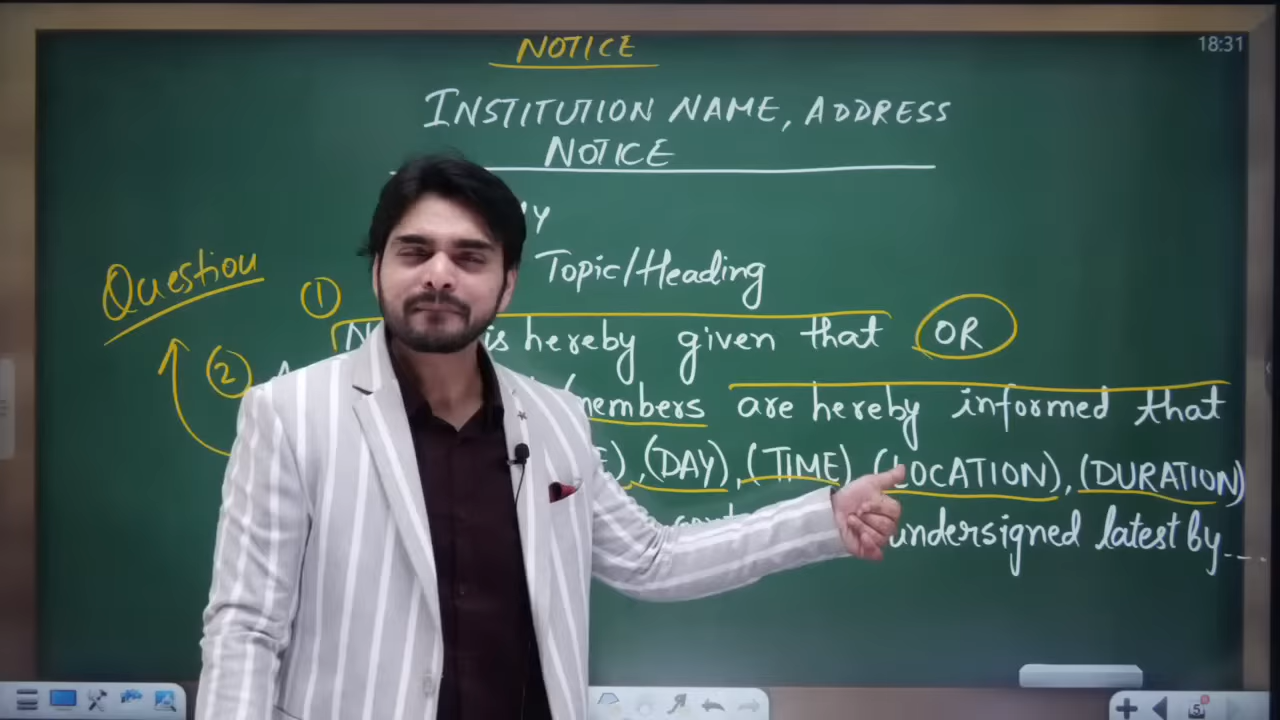 NOTICE
18:31
INSTITUTION NAME, ADDRESS
NOTICE
Topic/Heading
Question
① is hereby given that OR
② members are hereby informed that
(DAY), (TIME), (LOCATION), (DURATION)
undersigned latest by....
5